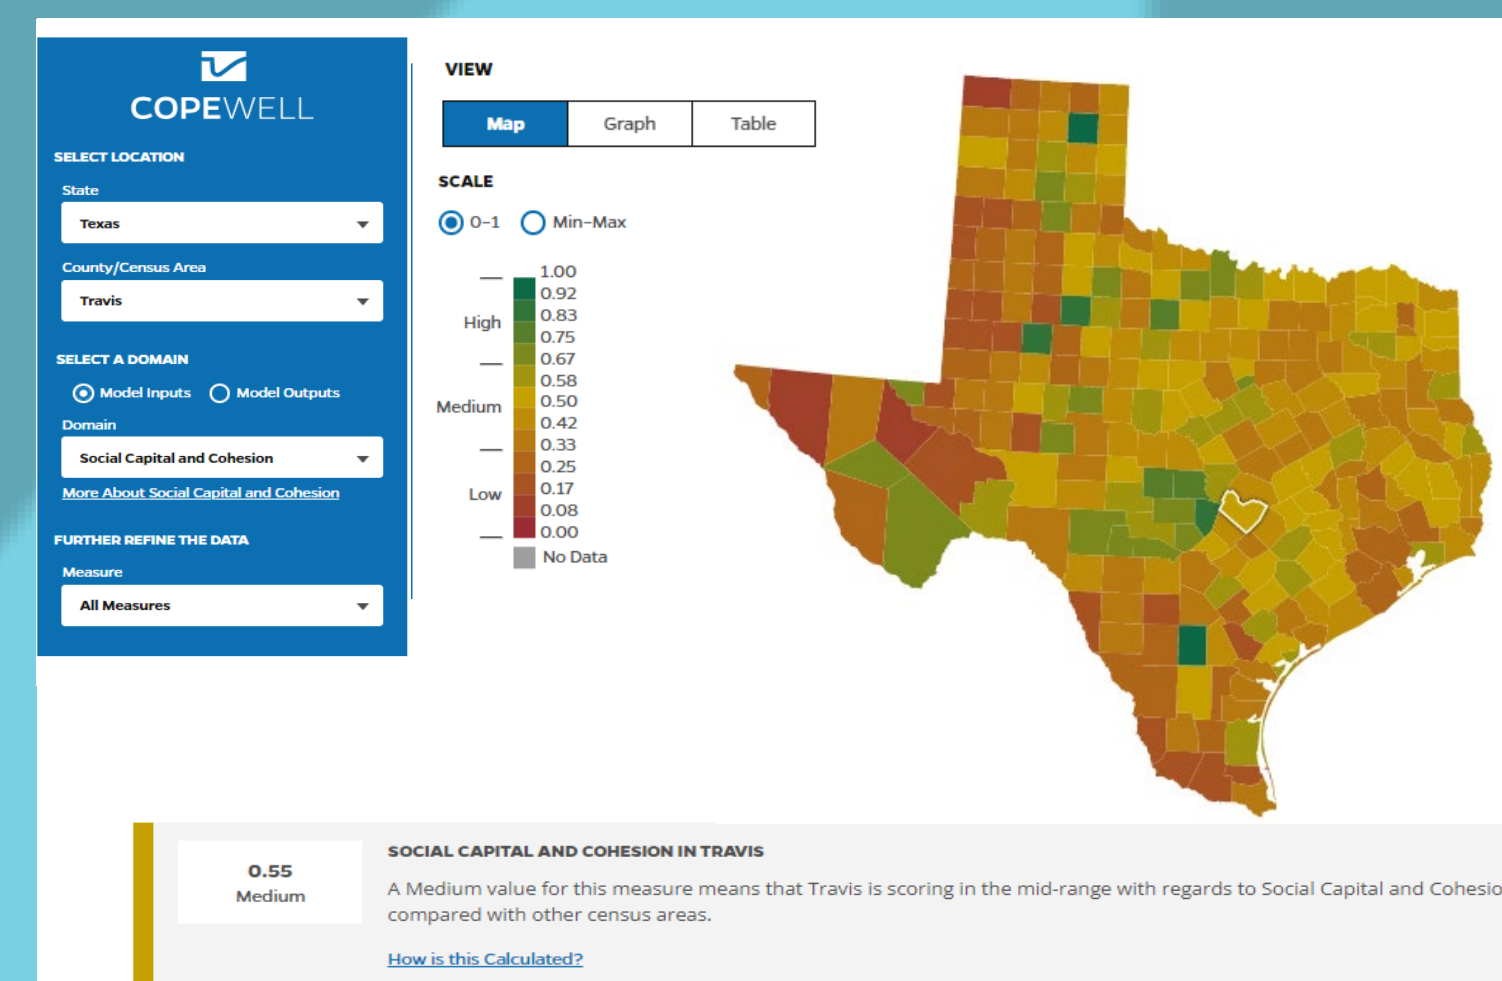 COPEWELL
SELECT LOCATION
State
Texas
County/Census Area
Travis
SELECT A DOMAIN
Model Inputs Model Outputs
Domain
Social Capital and Cohesion
More About Social Capital and Cohesion
FURTHER REFINE THE DATA
Measure
All Measures
VIEW
Map Graph Table
SCALE
0-1 Min-Max
1.00
0.92
0.83
High
0.75
0.67
0.58
0.50
Medium
0.42
0.33
0.25
0.17
Low
0.08
0.00
No Data
0.55
Medium
SOCIAL CAPITAL AND COHESION IN TRAVIS
A Medium value for this measure means that Travis is scoring in the mid-range with regards to Social Capital and Cohesio
compared with other census areas.
How is this Calculated?